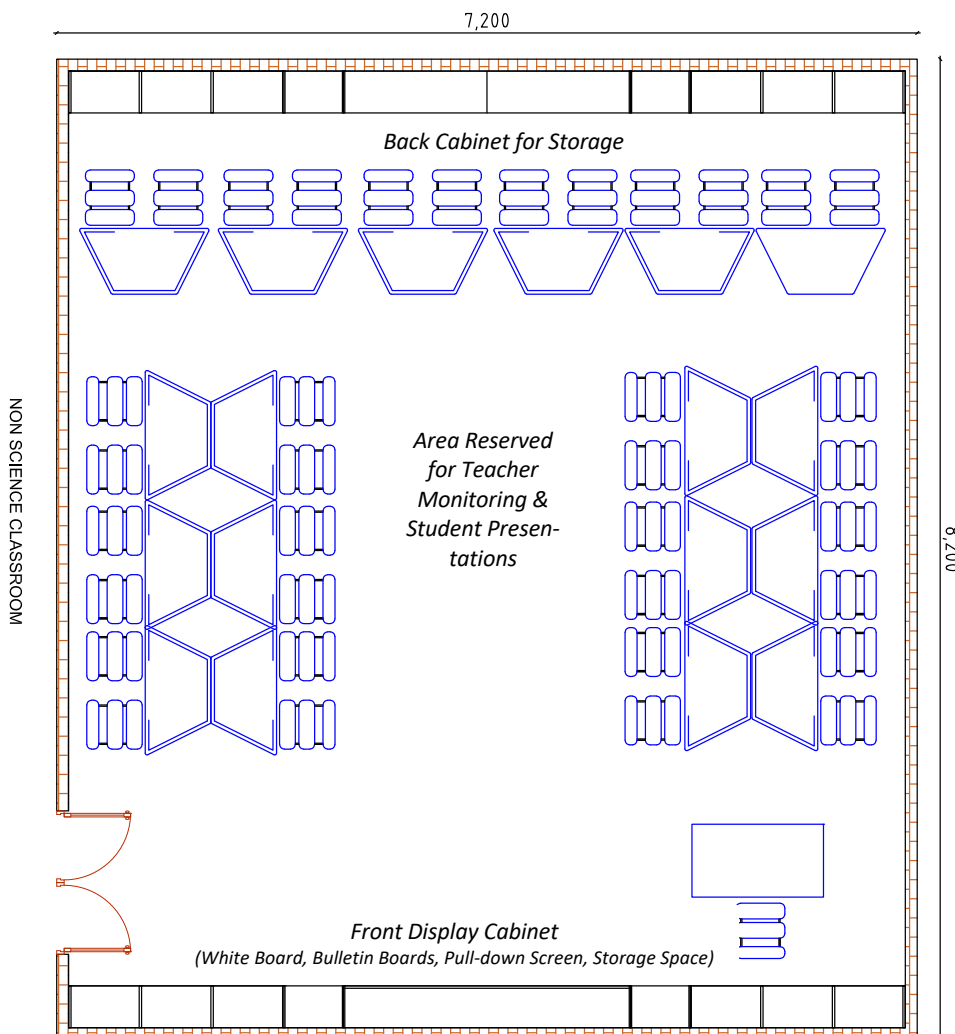 7,200
Back Cabinet for Storage
Area Reserved
for Teacher
Monitoring &
Student Presen-
tations
NON SCIENCE CLASSROOM
8,200
Front Display Cabinet
(White Board, Bulletin Boards, Pull-down Screen, Storage Space)